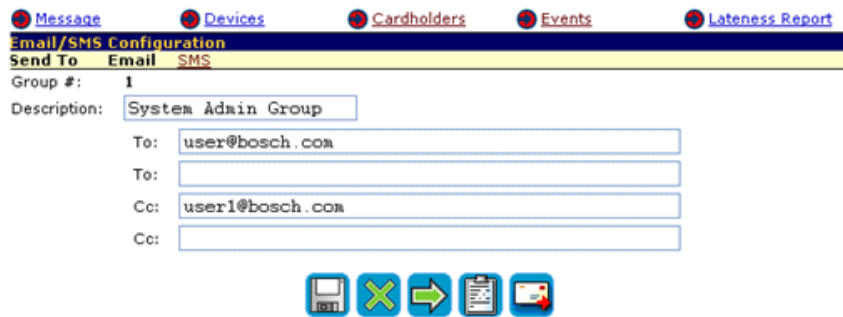 Message Devices Cardholders Events Lateness Report
Email/SMS Configuration
Send To Email SMS
Group #: 1
Description: System Admin Group
To: user@bosch.com
To:
Cc: user1@bosch.com
Cc: